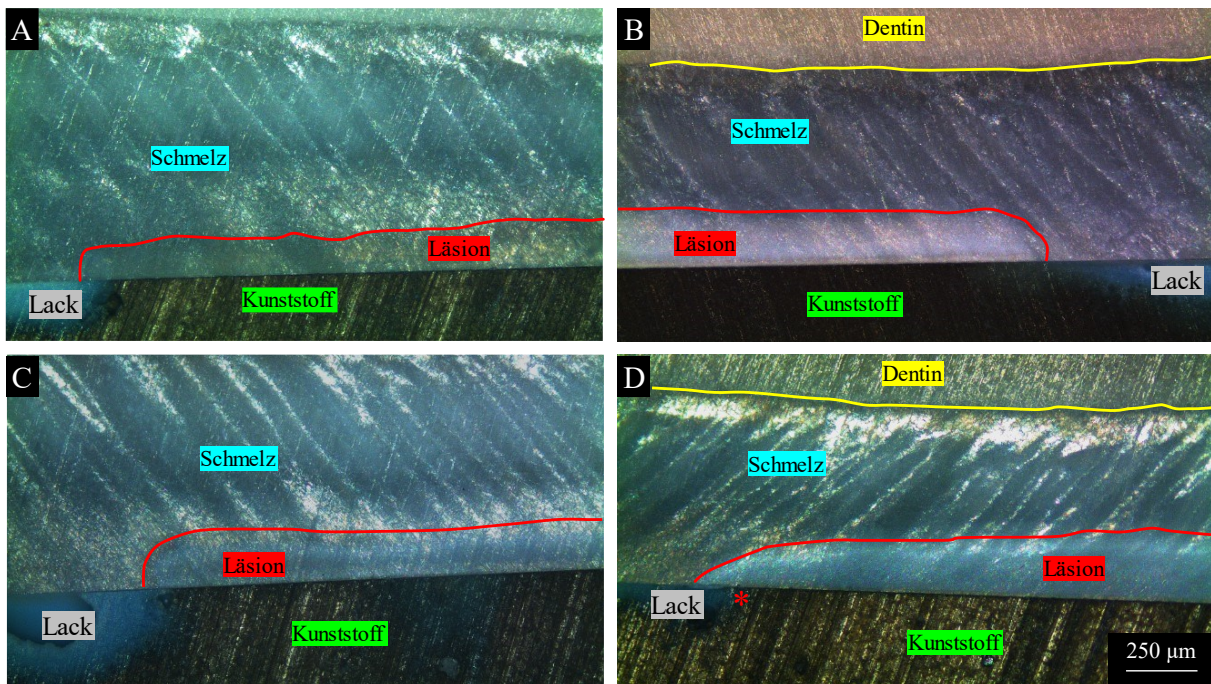 A
Schmelz
Läsion
Lack
Kunststoff
B
Dentin
Schmelz
Läsion
Kunststoff
Lack
C
Schmelz
Läsion
Lack
Kunststoff
D
Dentin
Schmelz
Läsion
Lack
*
Kunststoff
250 µm